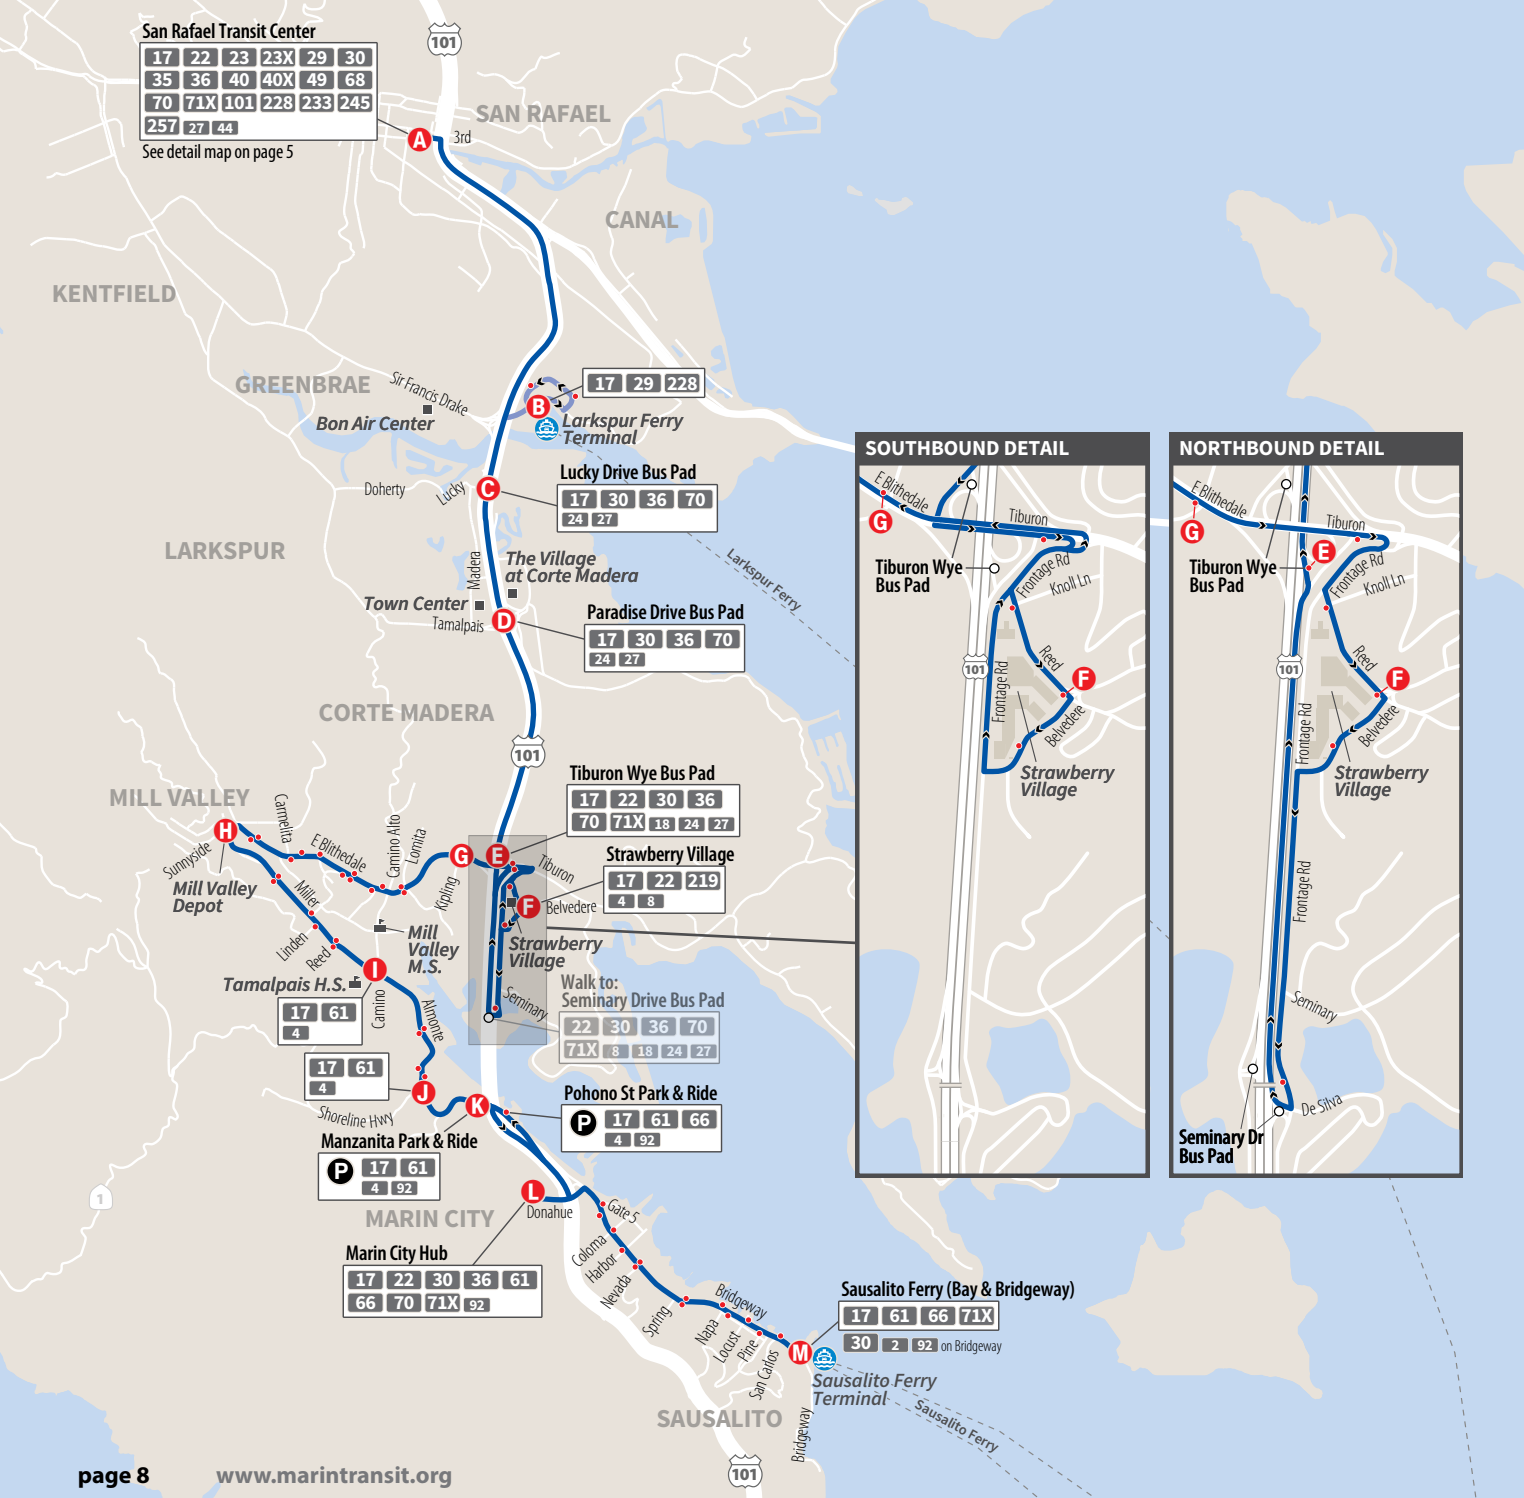 San Rafael Transit Center
17 22 23 23X 29 30
35 36 40 40X 49 68
70 71X 101 228 233 245
257 27 44
See detail map on page 5
101
A
3rd
SAN RAFAEL
CANAL
KENTFIELD
GREENBRAE
Sir Francis Drake
Bon Air Center
17 29 228
B
Larkspur Ferry
Terminal
Lucky Drive Bus Pad
17 30 36 70
24 27
Doherty
Lucky
C
LARKSPUR
Madera
The Village
at Corte Madera
Larkspur Ferry
Town Center
Tamalpais
D
Paradise Drive Bus Pad
17 30 36 70
24 27
CORTE MADERA
101
Tiburon Wye Bus Pad
17 22 30 36
70 71X 18 24 27
MILL VALLEY
H
Sunnyside
Mill Valley
Depot
Carmelita
E Blithedale
Camino Alto
Lomita
Kipling
G
E
Tiburon
Strawberry Village
17 22 219
4 8
F
Belvedere
Strawberry
Village
Miller
Linden
Reed
Mill
Valley
M.S.
Tamalpais H.S.
I
17 61
4
Camino
Almonte
Seminary
Walk to:
Seminary Drive Bus Pad
22 30 36 70
71X 8 18 24 27
17 61
4
J
Shoreline Hwy
K
Manzanita Park & Ride
P
17 61
4 92
Pohono St Park & Ride
P
17 61 66
4 92
1
MARIN CITY
L
Donahue
Marin City Hub
17 22 30 36 61
66 70 71X 92
Gate 5
Coloma
Harbor
Nevada
Spring
Napa
Locust
Pine
San Carlos
Bridgeway
Sausalito Ferry (Bay & Bridgeway)
17 61 66 71X
30 2 92 on Bridgeway
M
Sausalito Ferry
Terminal
Sausalito Ferry
Bridgeway
SAUSALITO
101
page 8
www.marintransit.org
SOUTHBOUND DETAIL
E Blithedale
G
Tiburon
Tiburon Wye
Bus Pad
Frontage Rd
Knoll Ln
101
Frontage Rd
Reed
F
Belvedere
Strawberry
Village
NORTHBOUND DETAIL
E Blithedale
G
Tiburon
E
Tiburon Wye
Bus Pad
Frontage Rd
Knoll Ln
101
Reed
F
Frontage Rd
Belvedere
Strawberry
Village
Frontage Rd
Seminary
De Silva
Seminary Dr
Bus Pad